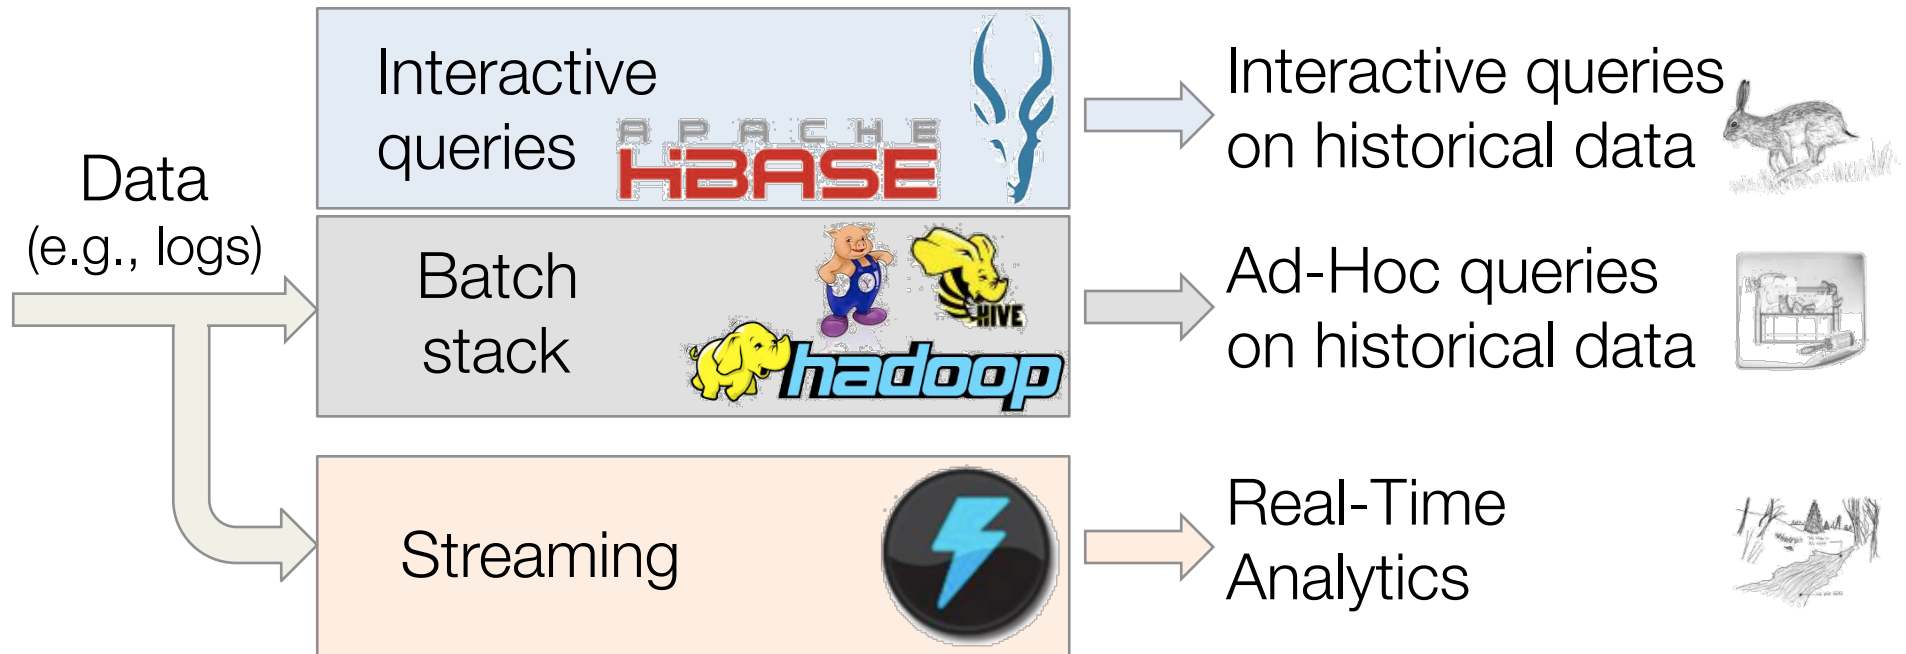 Data
(e.g., logs)
Interactive
queries
APACHE
HBASE
Interactive queries
on historical data
Batch
stack
HIVE
hadoop
Ad-Hoc queries
on historical data
Streaming
Real-Time
Analytics